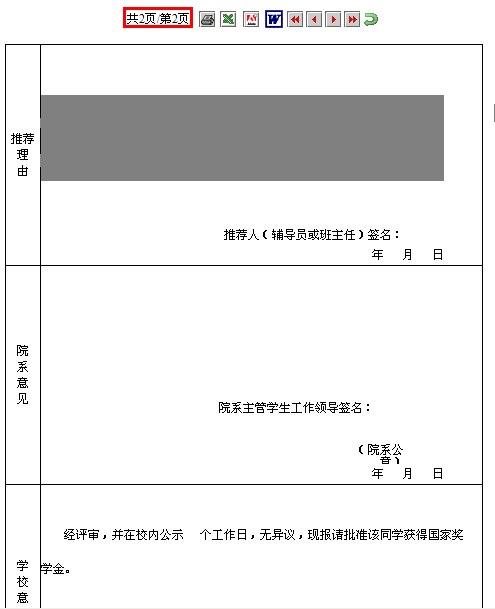 共2页/第2页
推荐
理
由
推荐人（辅导员或班主任）签名：
年 月 日
院
系
意
见
院系主管学生工作领导签名：
（院系公
章）
年 月 日
经评审，并在校内公示 个工作日，无异议，现报请批准该同学获得国家奖
学金。
学
校
意